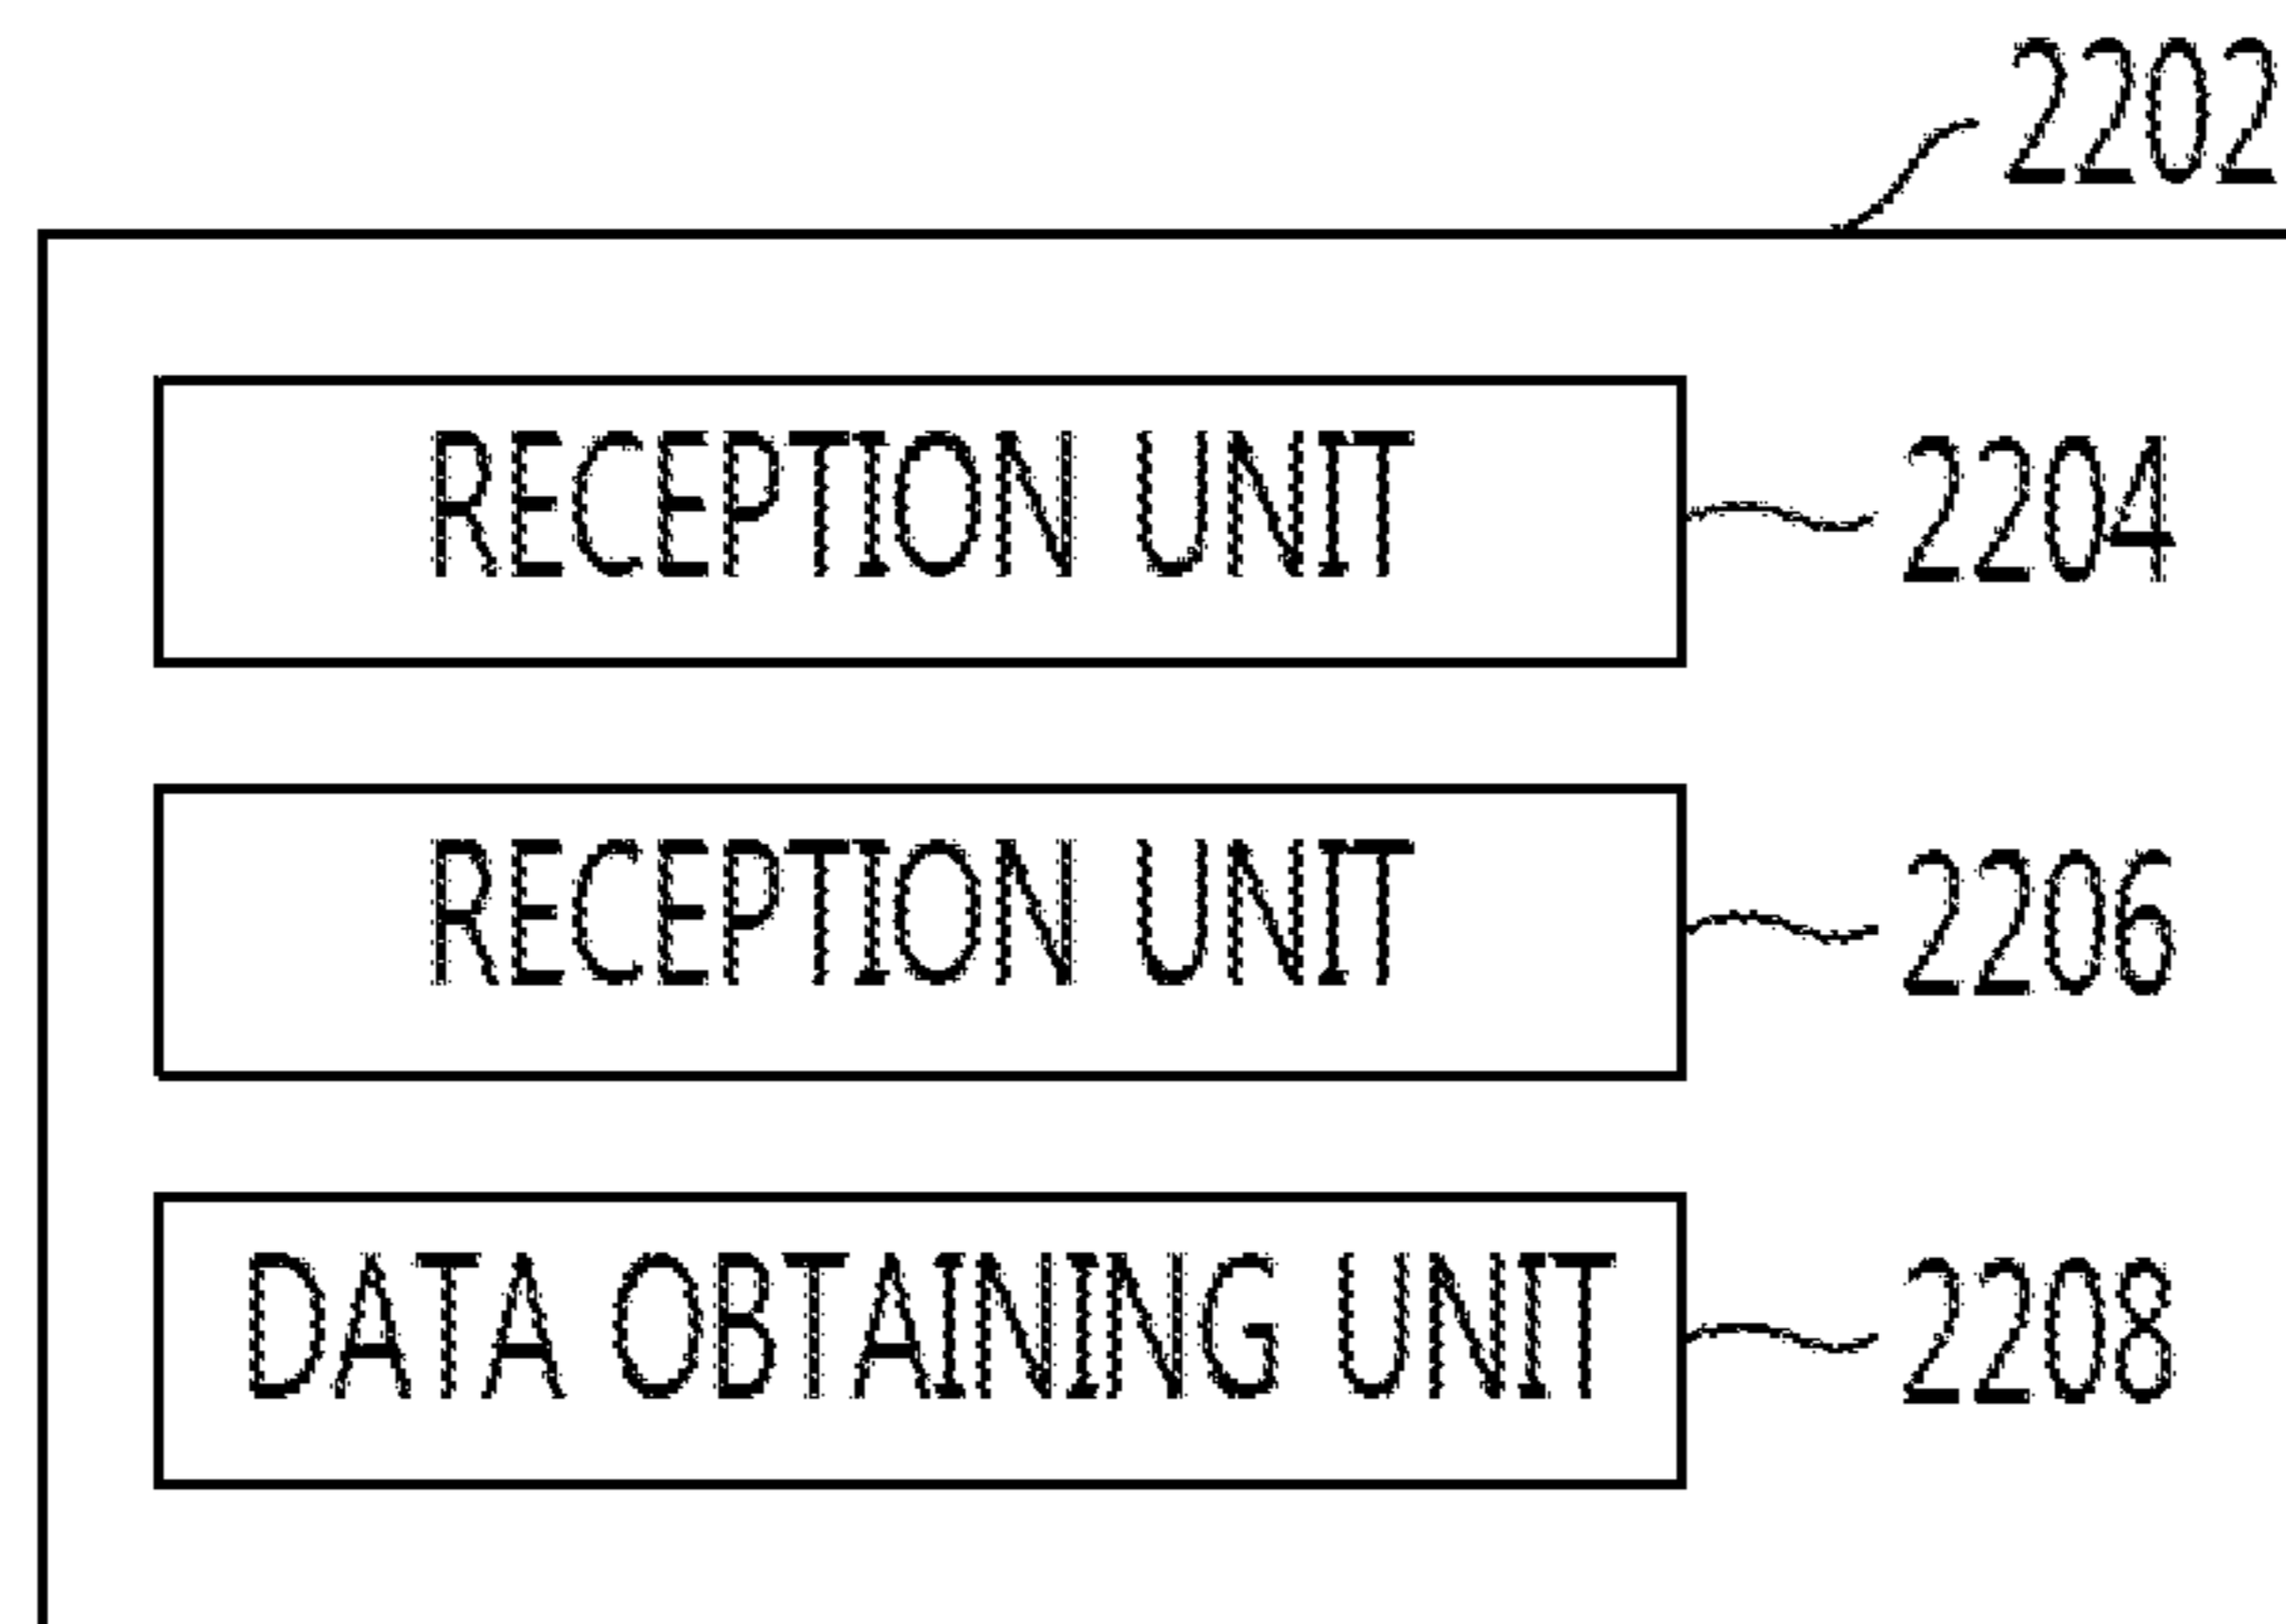 2202
RECEPTION UNIT 2204
RECEPTION UNIT 2206
DATA OBTAINING UNIT 2208